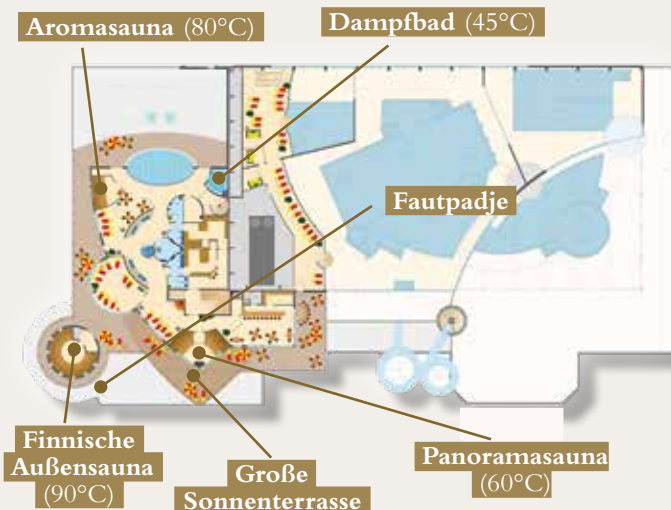 Aromasauna (80°C)
Dampfbad (45°C)
Fautpadje
Finnische
Außensauna
(90°C)
Große
Sonnenterrasse
Panoramasauna
(60°C)